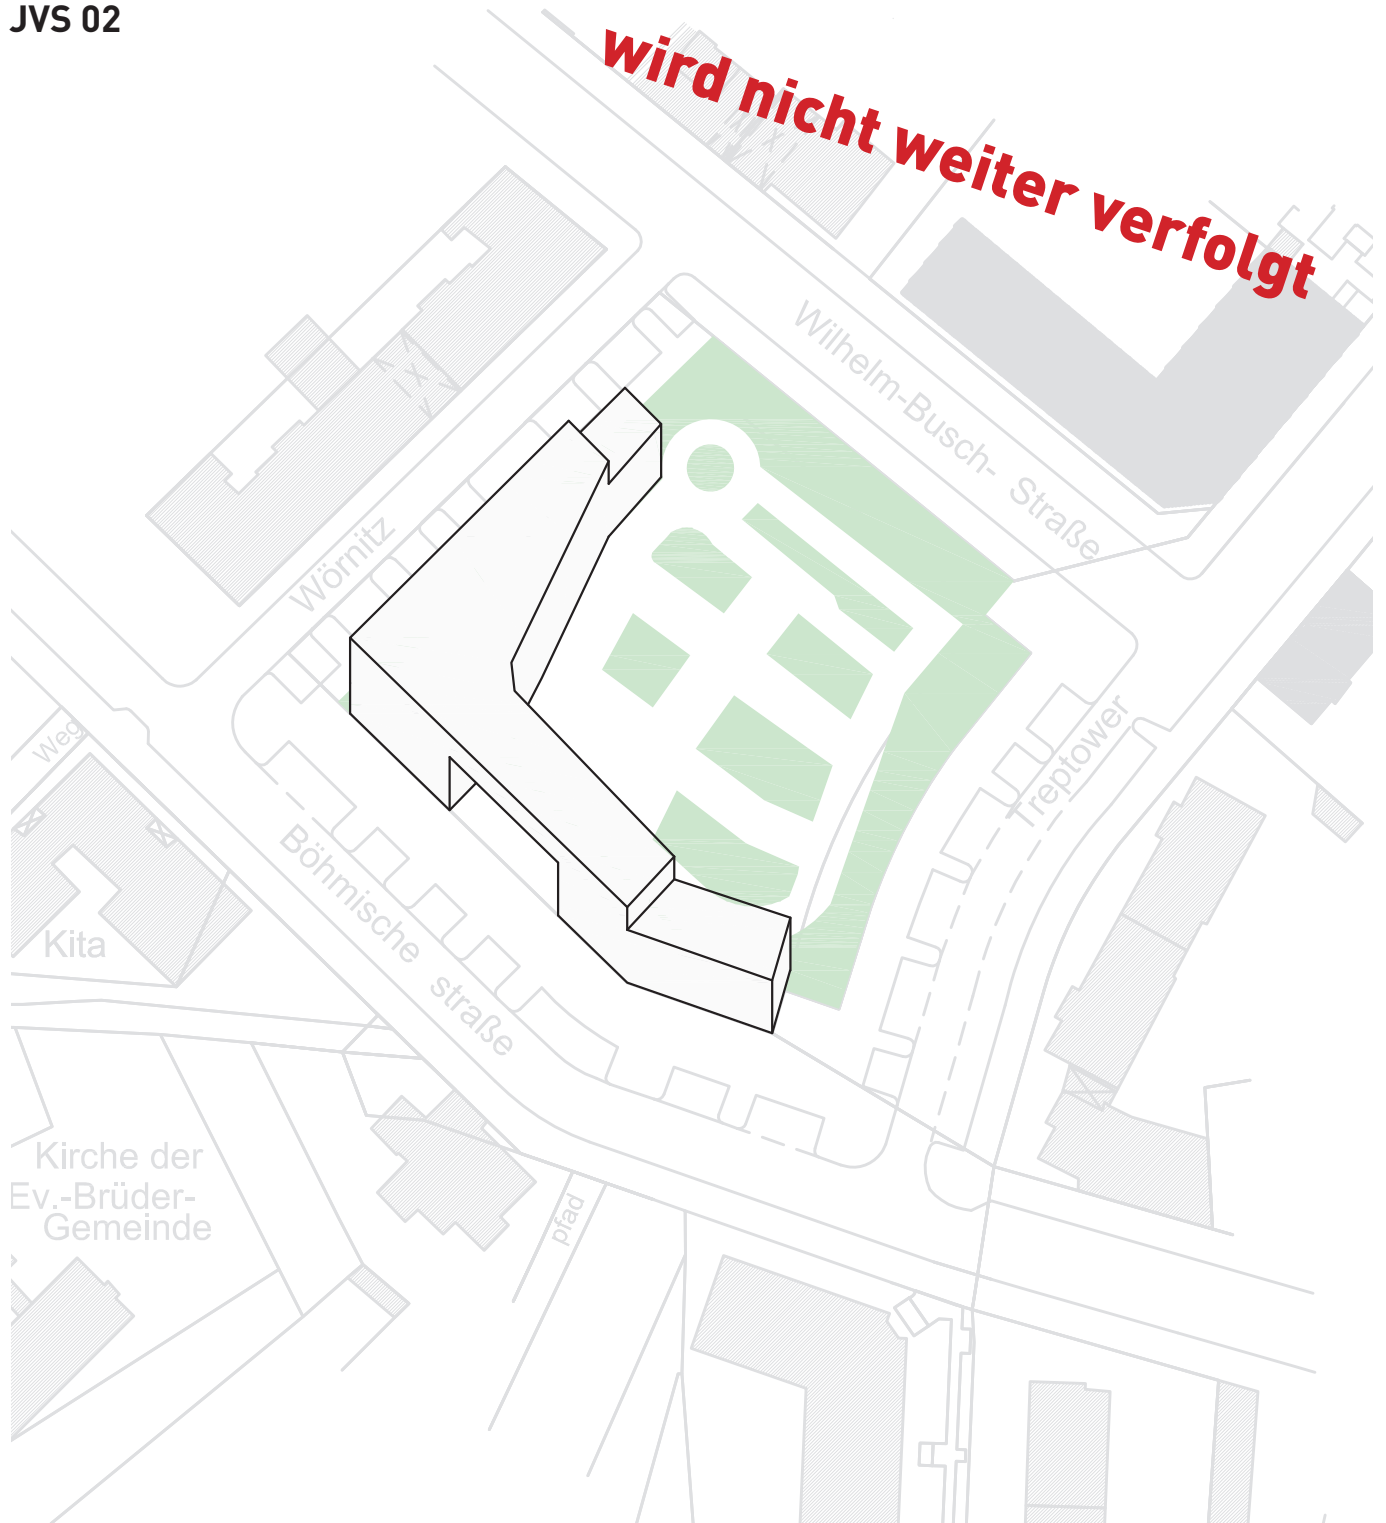 JVS 02
wird nicht weiter verfolgt
Wilhelm-Busch- Straße
Wörnitz
Treptower
Weg
Böhmische straße
Kita
Kirche der
Ev.-Brüder-
Gemeinde
pfad